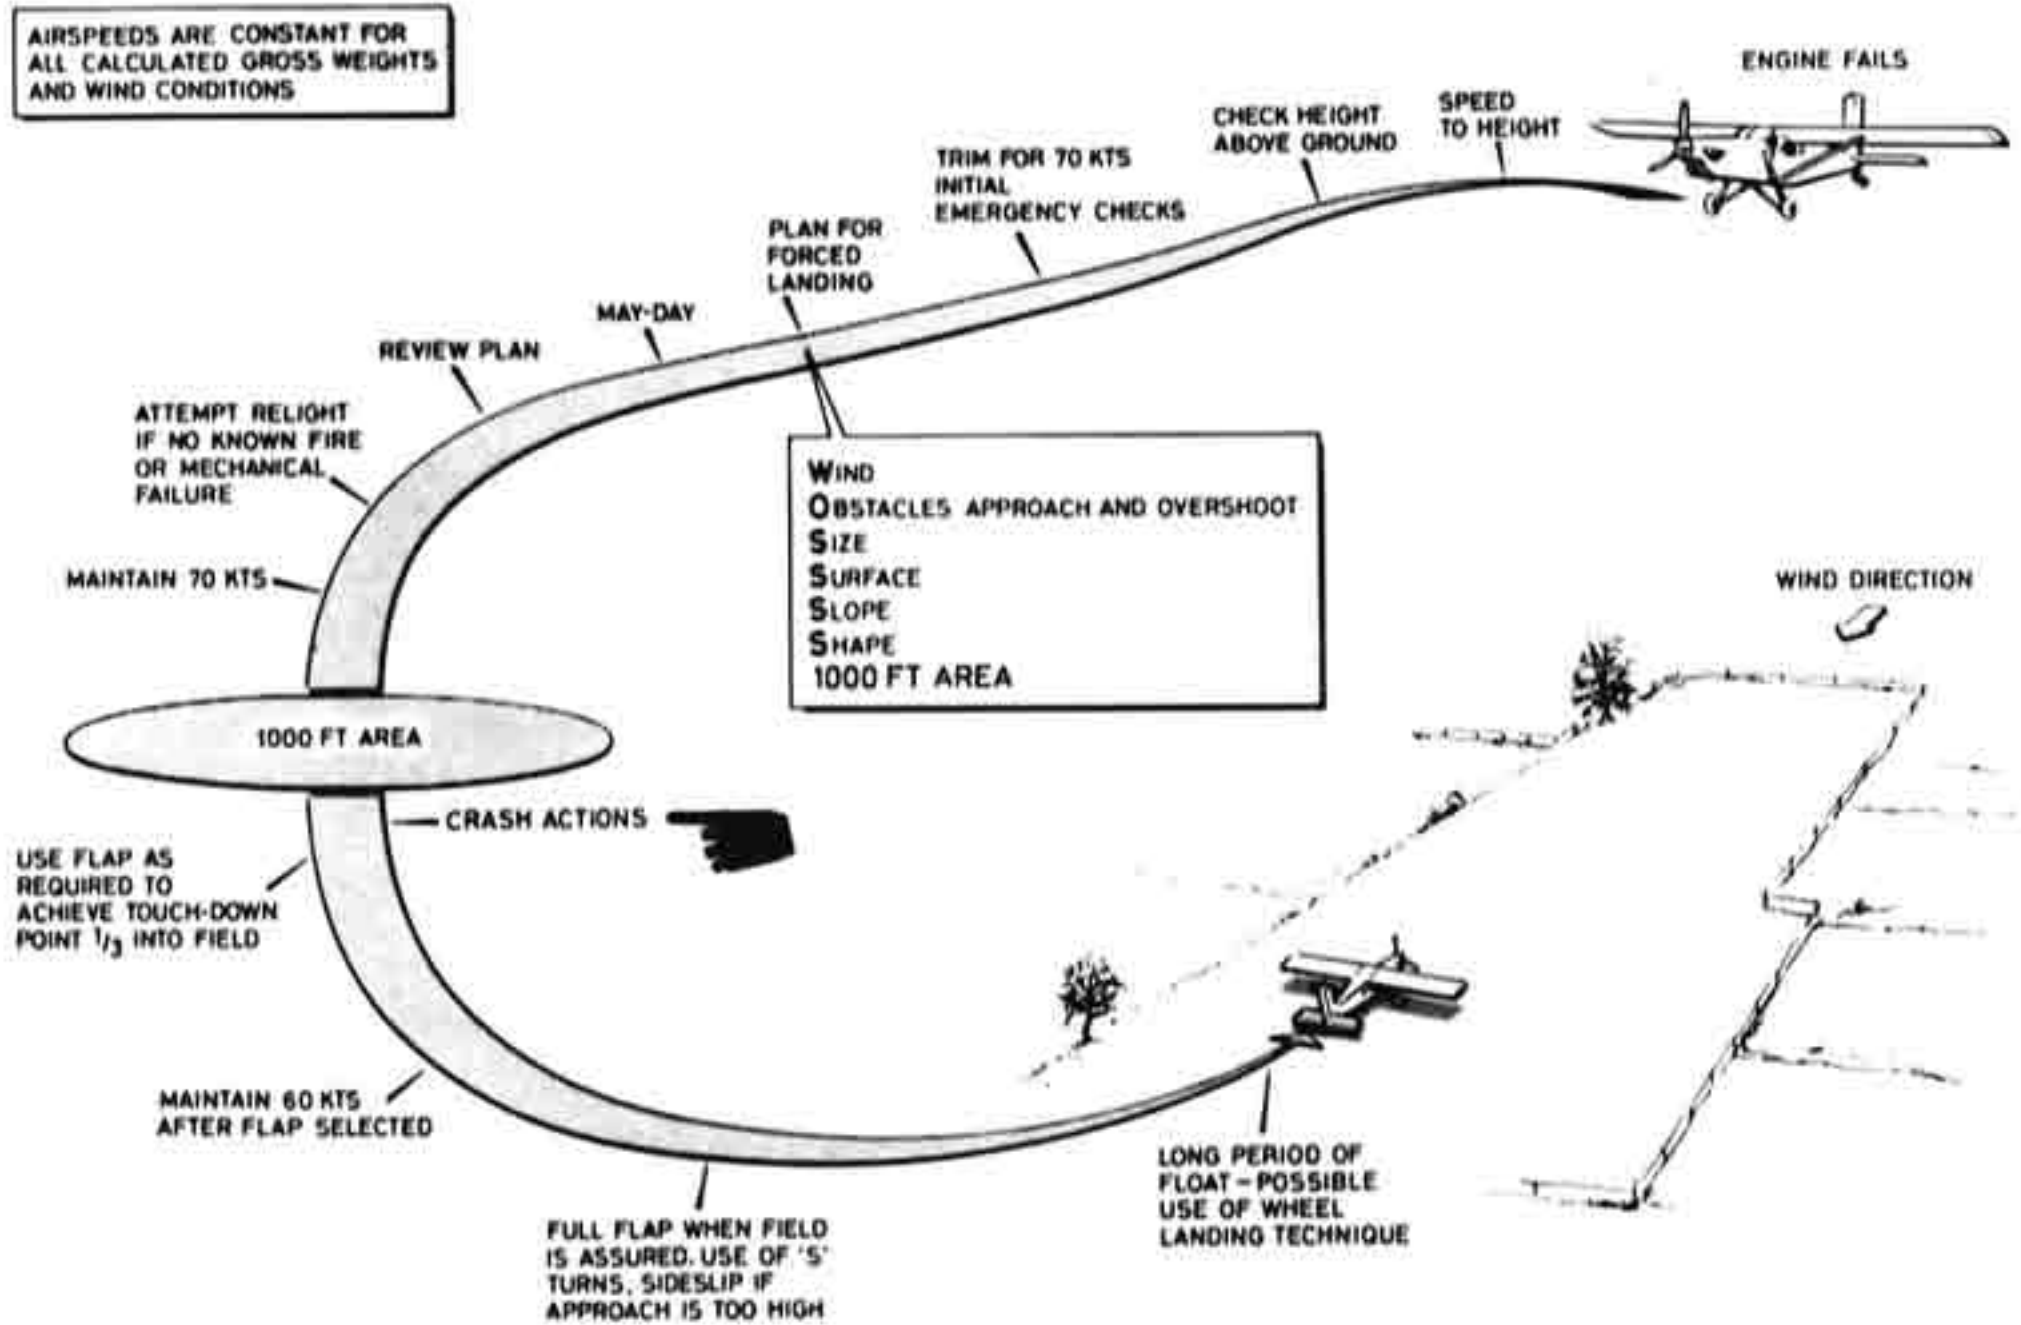 AIRSPEEDS ARE CONSTANT FOR
ALL CALCULATED GROSS WEIGHTS
AND WIND CONDITIONS
ENGINE FAILS
SPEED
TO HEIGHT
CHECK HEIGHT
ABOVE GROUND
TRIM FOR 70 KTS
INITIAL
EMERGENCY CHECKS
PLAN FOR
FORCED
LANDING
MAY-DAY
REVIEW PLAN
ATTEMPT RELIGHT
IF NO KNOWN FIRE
OR MECHANICAL
FAILURE
MAINTAIN 70 KTS
WIND
OBSTACLES APPROACH AND OVERSHOOT
SIZE
SURFACE
SLOPE
SHAPE
1000 FT AREA
WIND DIRECTION
1000 FT AREA
CRASH ACTIONS
USE FLAP AS
REQUIRED TO
ACHIEVE TOUCH-DOWN
POINT 1/3 INTO FIELD
MAINTAIN 60 KTS
AFTER FLAP SELECTED
FULL FLAP WHEN FIELD
IS ASSURED. USE OF 'S'
TURNS, SIDESLIP IF
APPROACH IS TOO HIGH
LONG PERIOD OF
FLOAT – POSSIBLE
USE OF WHEEL
LANDING TECHNIQUE